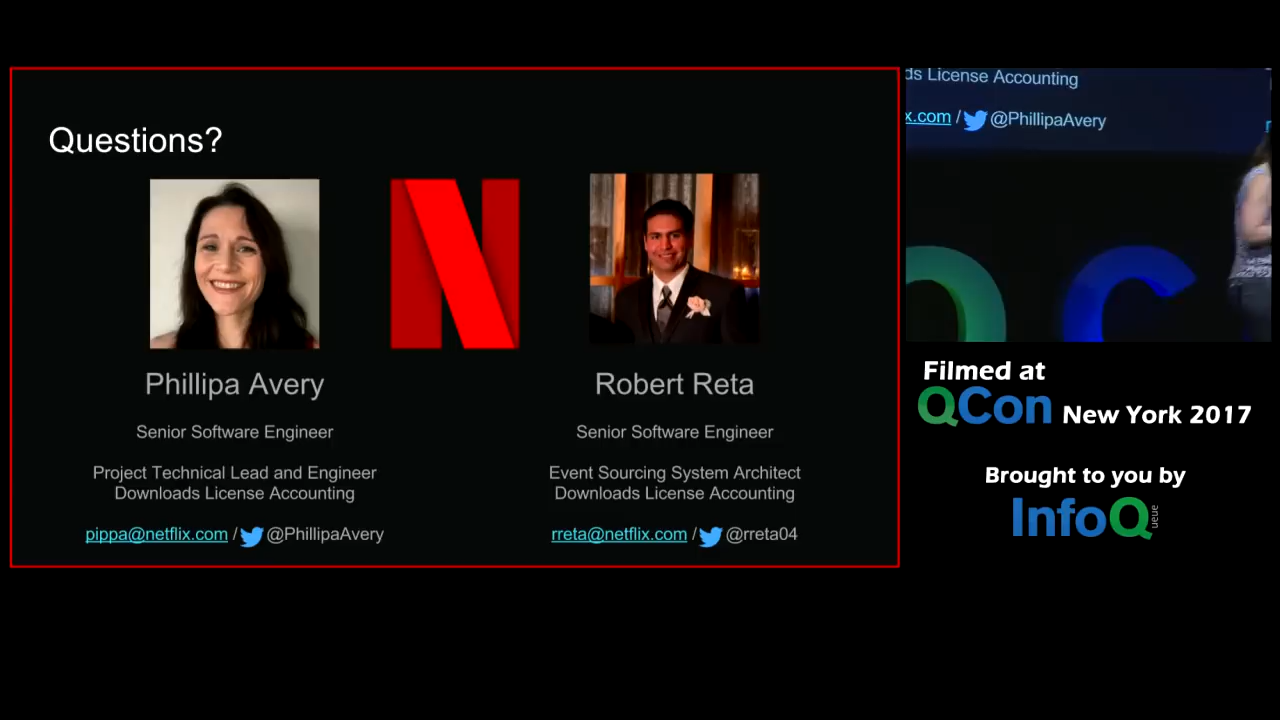 Questions?
Phillipa Avery
Senior Software Engineer
Project Technical Lead and Engineer
Downloads License Accounting
pippa@netflix.com / @PhillipaAvery
Robert Reta
Senior Software Engineer
Event Sourcing System Architect
Downloads License Accounting
rreta@netflix.com / @rreta04
ds License Accounting
x.com / @PhillipaAvery
Q C
Filmed at
QCon New York 2017
Brought to you by
InfoQ
ueue